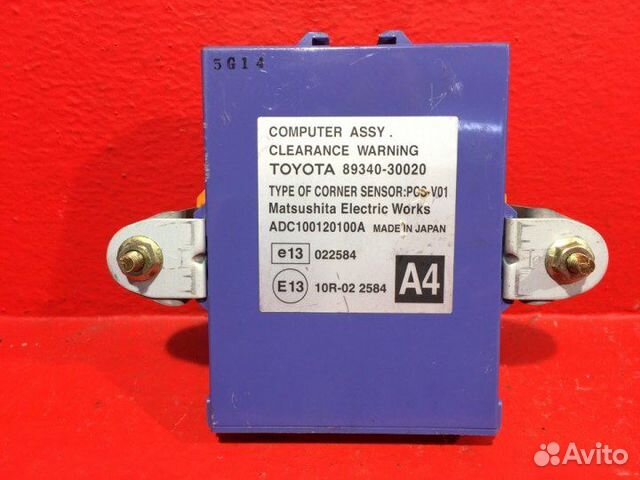 5G14
COMPUTER ASSY.
CLEARANCE WARNiNG
TOYOTA 89340-30020
TYPE OF CORNER SENSOR:PCS-V01
Matsushita Electric Works
ADC100120100A MADE IN JAPAN
e13 022584
E13 10R-02 2584 A4
Avito